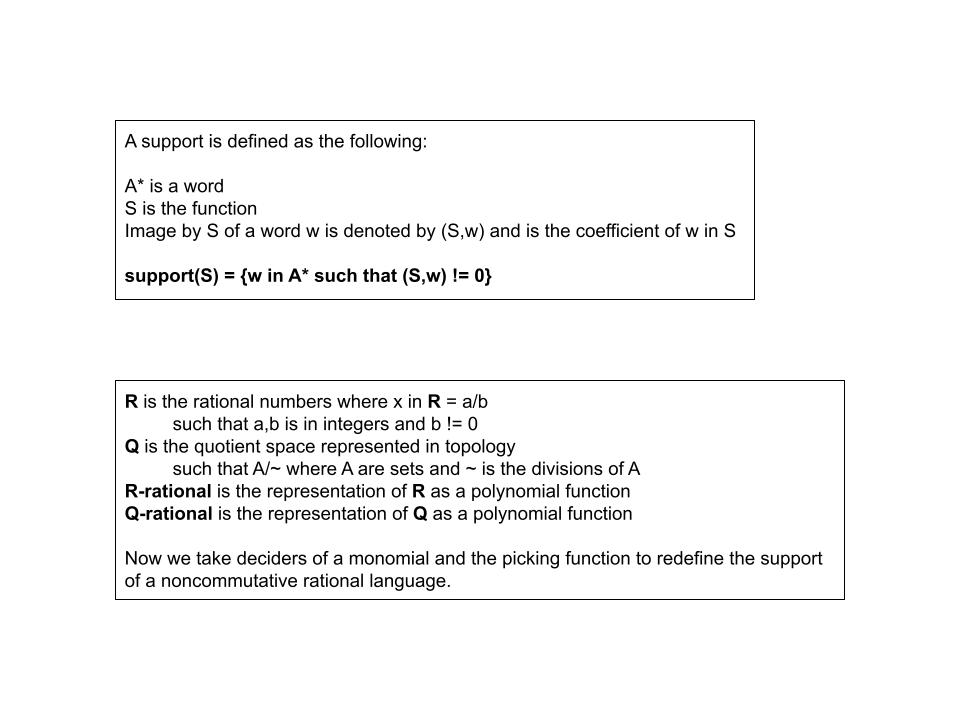 A support is defined as the following:
A* is a word
S is the function
Image by S of a word w is denoted by (S,w) and is the coefficient of w in S
support(S) = {w in A* such that (S,w) != 0}
R is the rational numbers where x in R = a/b
such that a,b is in integers and b != 0
Q is the quotient space represented in topology
such that A/~ where A are sets and ~ is the divisions of A
R-rational is the representation of R as a polynomial function
Q-rational is the representation of Q as a polynomial function
Now we take deciders of a monomial and the picking function to redefine the support
of a noncommutative rational language.